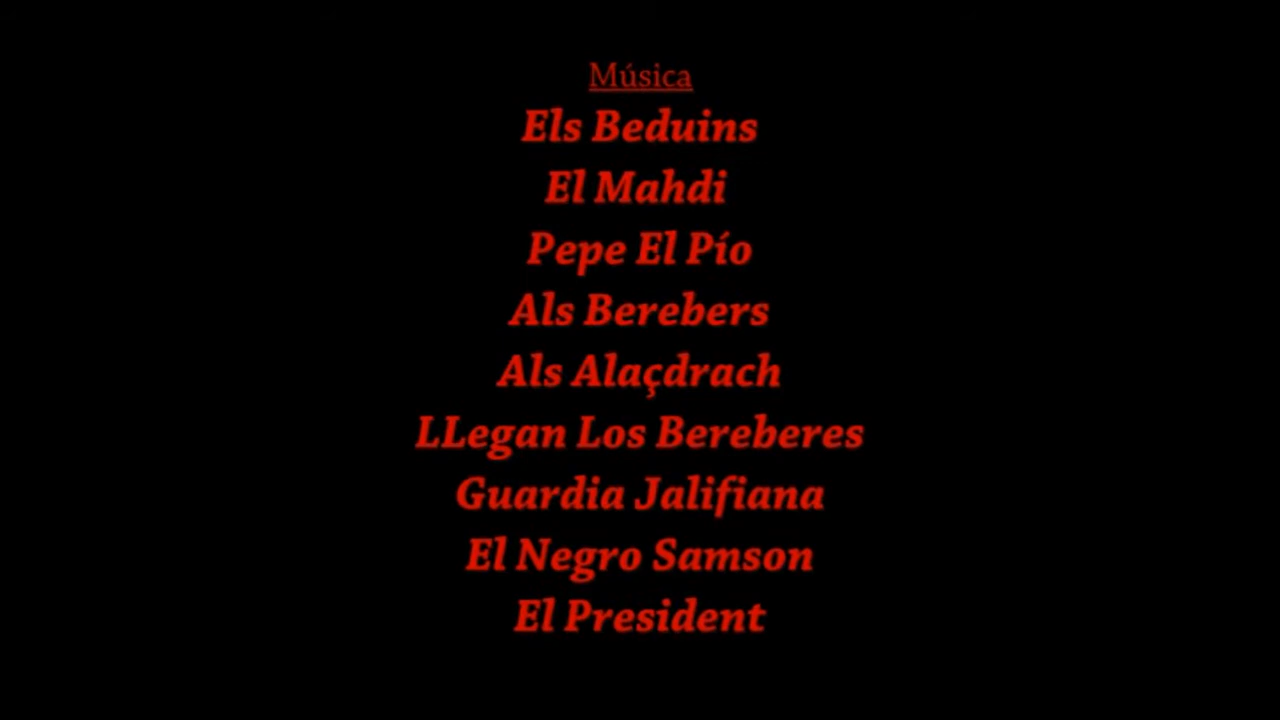 Música
Els Beduins
El Mahdi
Pepe El Pío
Als Berebers
Als Alaçdrach
LLegan Los Bereberes
Guardia Jalifiana
El Negro Samson
El President